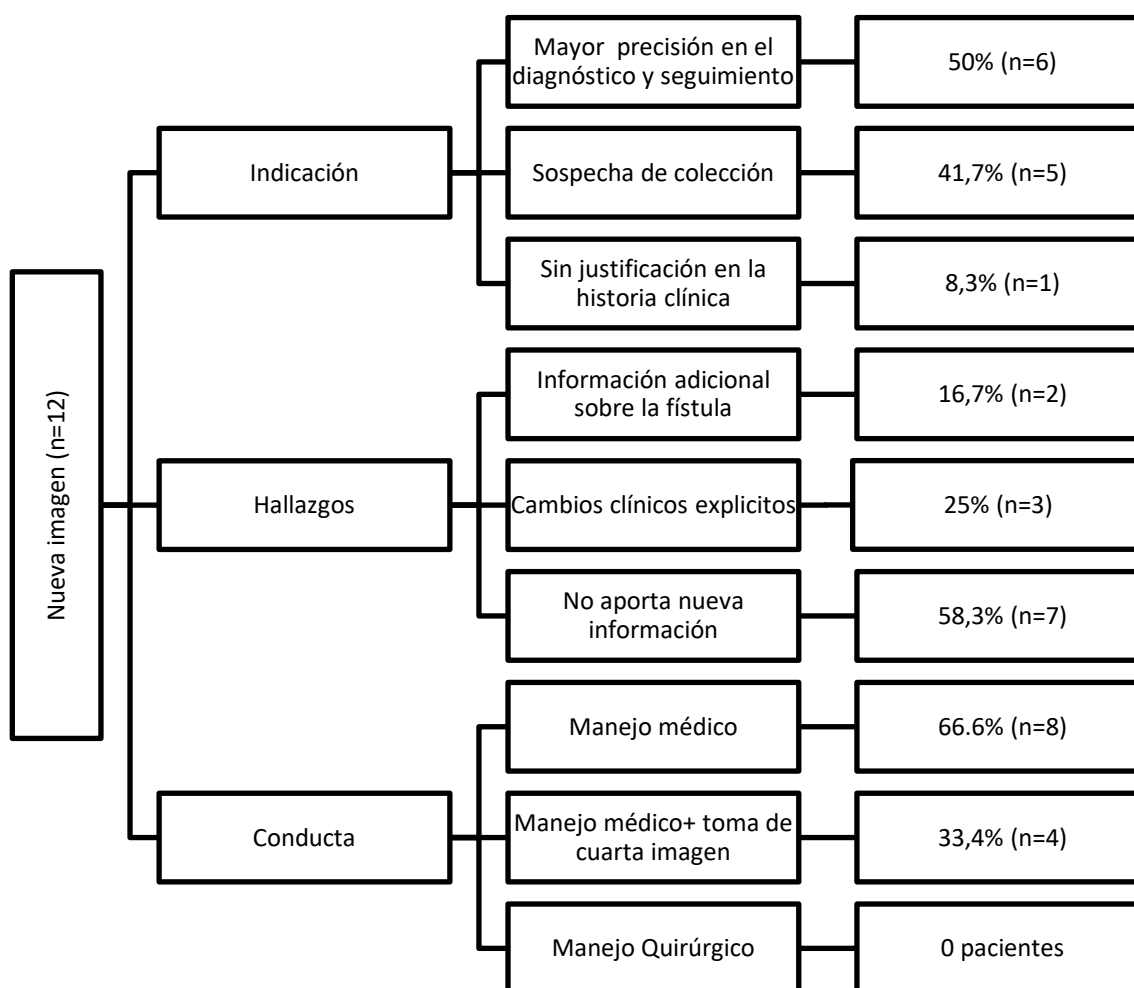 Nueva imagen (n=12)
Indicación
Mayor precisión en el
diagnóstico y seguimiento
50% (n=6)
Sospecha de colección
41,7% (n=5)
Sin justificación en la
historia clínica
8,3% (n=1)
Hallazgos
Información adicional
sobre la fístula
16,7% (n=2)
Cambios clínicos explicitos
25% (n=3)
No aporta nueva
información
58,3% (n=7)
Conducta
Manejo médico
66.6% (n=8)
Manejo médico+ toma de
cuarta imagen
33,4% (n=4)
Manejo Quirúrgico
0 pacientes